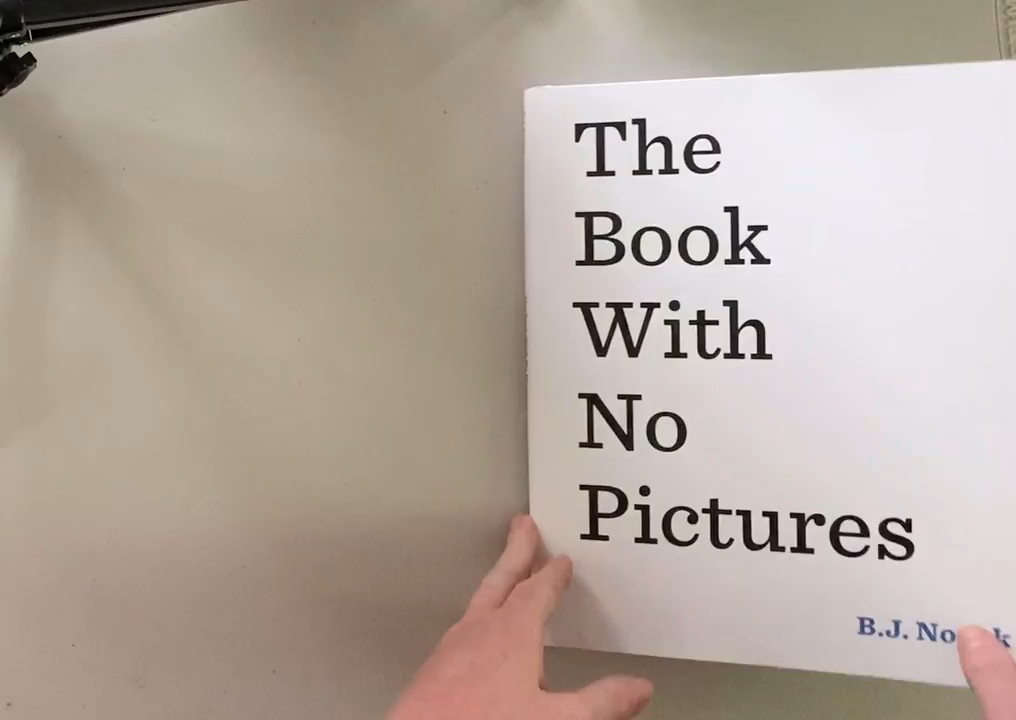 The
Book
With
No
Pictures
B.J.